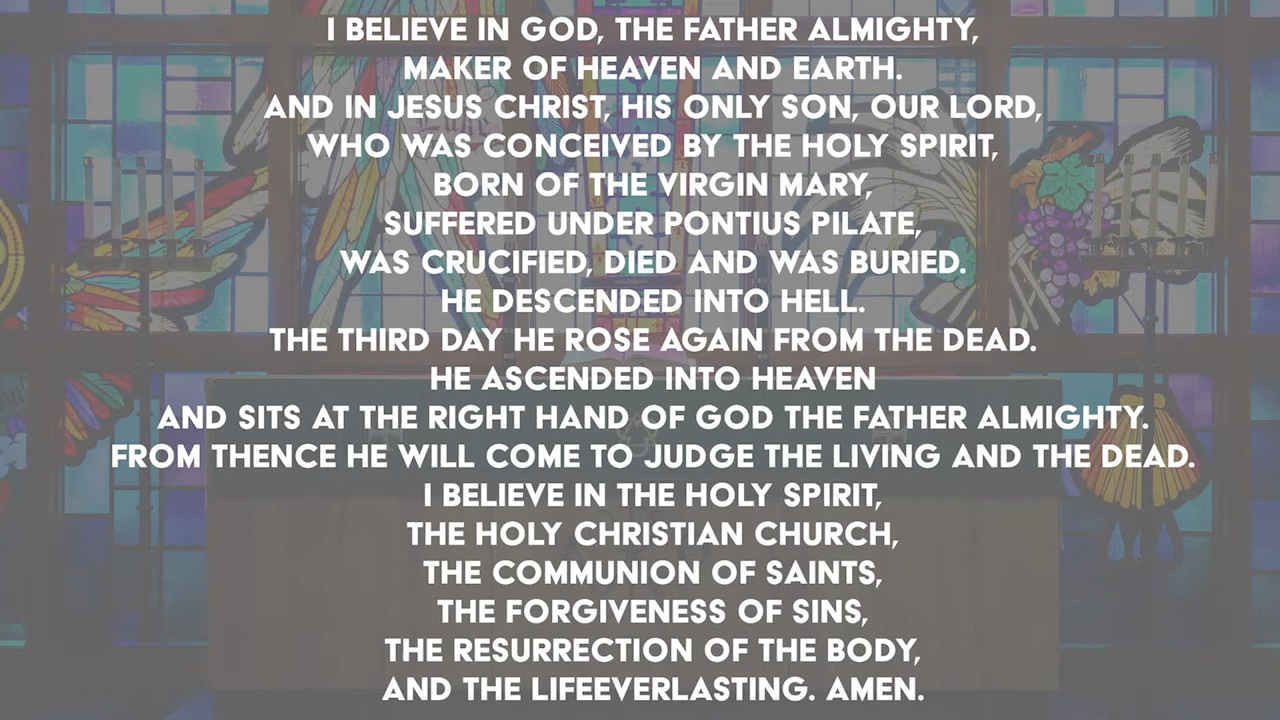 I BELIEVE IN GOD, THE FATHER ALMIGHTY,
MAKER OF HEAVEN AND EARTH.
AND IN JESUS CHRIST, HIS ONLY SON, OUR LORD,
WHO WAS CONCEIVED BY THE HOLY SPIRIT,
BORN OF THE VIRGIN MARY,
SUFFERED UNDER PONTIUS PILATE,
WAS CRUCIFIED, DIED AND WAS BURIED.
HE DESCENDED INTO HELL.
THE THIRD DAY HE ROSE AGAIN FROM THE DEAD.
HE ASCENDED INTO HEAVEN
AND SITS AT THE RIGHT HAND OF GOD THE FATHER ALMIGHTY.
FROM THENCE HE WILL COME TO JUDGE THE LIVING AND THE DEAD.
I BELIEVE IN THE HOLY SPIRIT,
THE HOLY CHRISTIAN CHURCH,
THE COMMUNION OF SAINTS,
THE FORGIVENESS OF SINS,
THE RESURRECTION OF THE BODY,
AND THE LIFEEVERLASTING. AMEN.